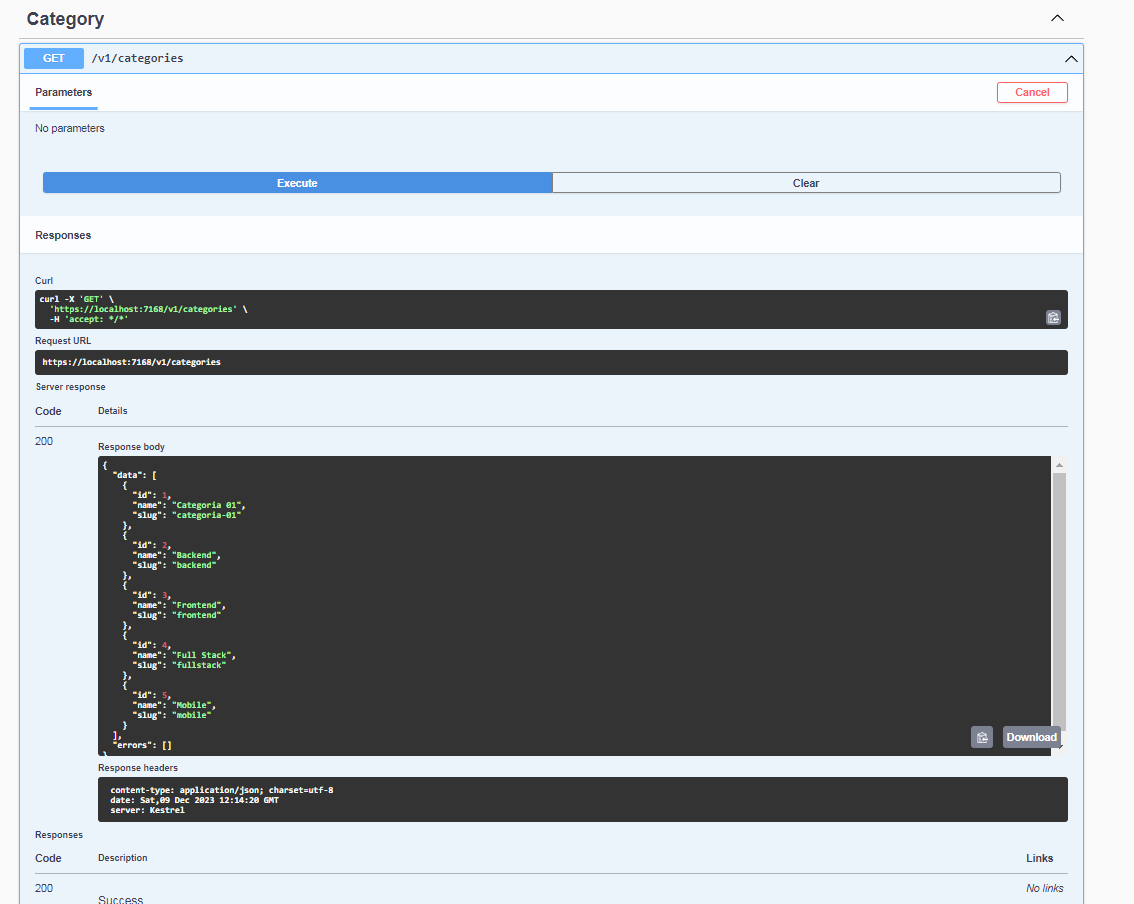 Category
GET /v1/categories
Parameters
Cancel
No parameters
Execute
Clear
Responses
Curl
curl -X 'GET' \
'https://localhost:7168/v1/categories' \
-H 'accept: */*'
Request URL
https://localhost:7168/v1/categories
Server response
Code Details
200
Response body
{
"data": [
{
"id": 1,
"name": "Categoria 01",
"slug": "categoria-01"
},
{
"id": 2,
"name": "Backend",
"slug": "backend"
},
{
"id": 3,
"name": "Frontend",
"slug": "frontend"
},
{
"id": 4,
"name": "Full Stack",
"slug": "fullstack"
},
{
"id": 5,
"name": "Mobile",
"slug": "mobile"
}
],
"errors": []
}
Download
Response headers
content-type: application/json; charset=utf-8
date: Sat,09 Dec 2023 12:14:20 GMT
server: Kestrel
Responses
Code Description Links
200
Success
No links